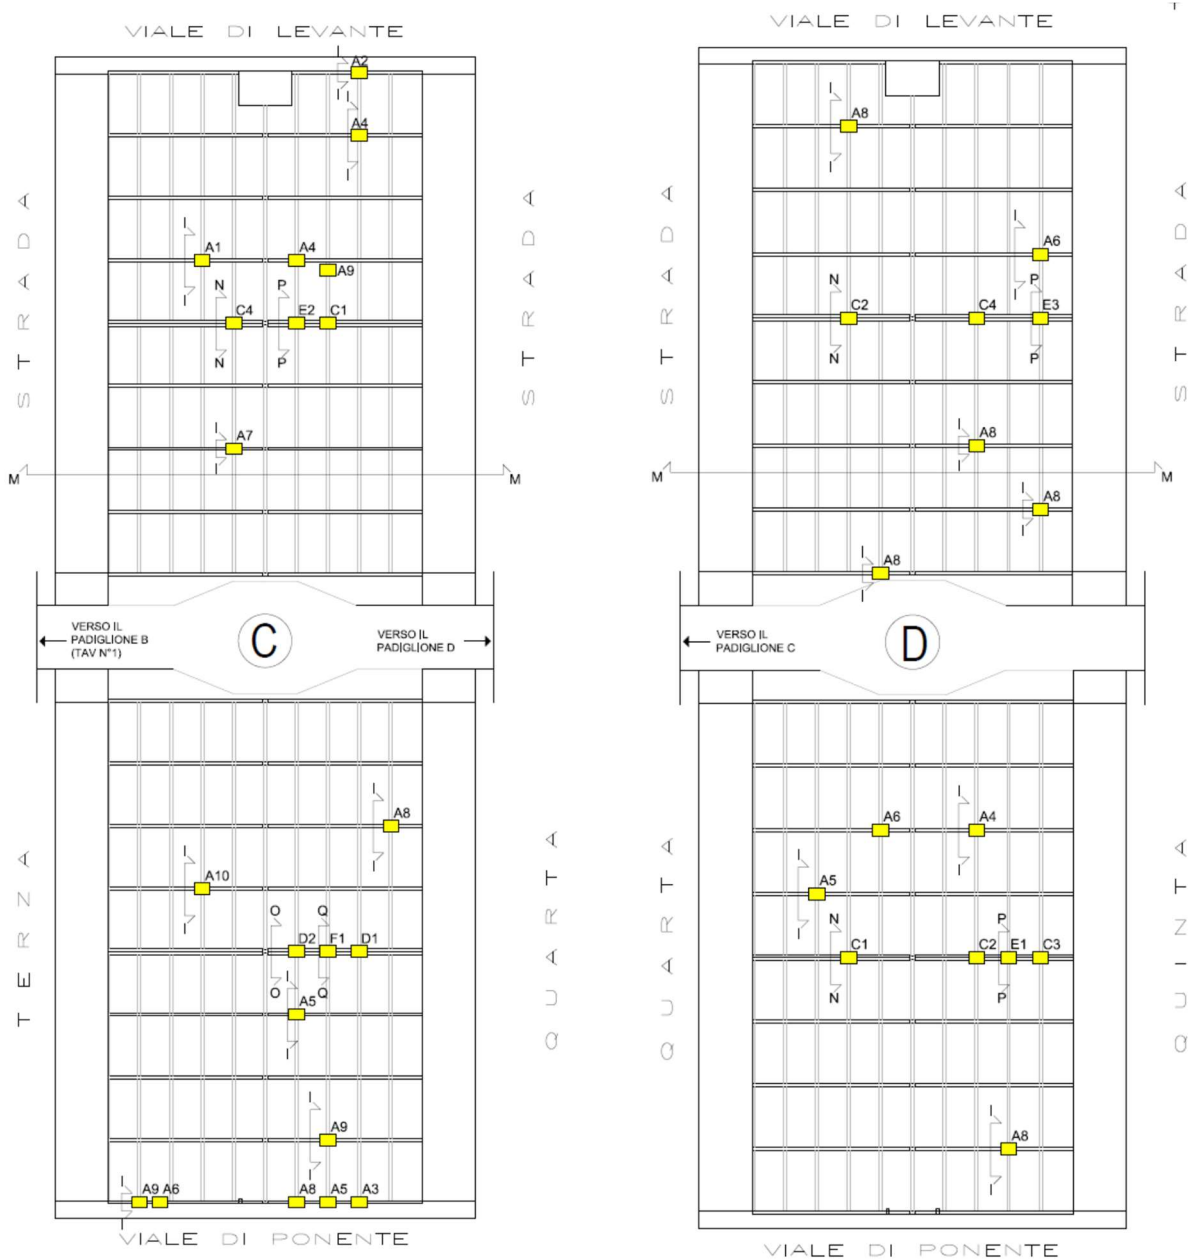 VIALE DI LEVANTE
I
A2
I
I
A4
I
I
A1
A4
A9
I
N
P
C4
E2
C1
N
P
I
A7
I
M
M
STRADA
STRADA
VERSO IL
PADIGLIONE B
(TAV N°1)
C
VERSO IL
PADIGLIONE D
I
A8
I
I
A10
I
O
Q
D2
F1
D1
O
Q
I
A5
I
I
A9
I
I
A9
A6
A8
A5
A3
I
TERZA
QUARTA
VIALE DI PONENTE
VIALE DI LEVANTE
I
A8
I
I
A6
I
N
P
C2
C4
E3
N
P
I
A8
I
M
M
I
A8
I
I
A8
I
STRADA
STRADA
VERSO IL
PADIGLIONE C
D
I
A6
A4
I
I
A5
I
N
P
C1
C2
E1
C3
N
P
I
A8
I
QUARTA
QUINTA
VIALE DI PONENTE